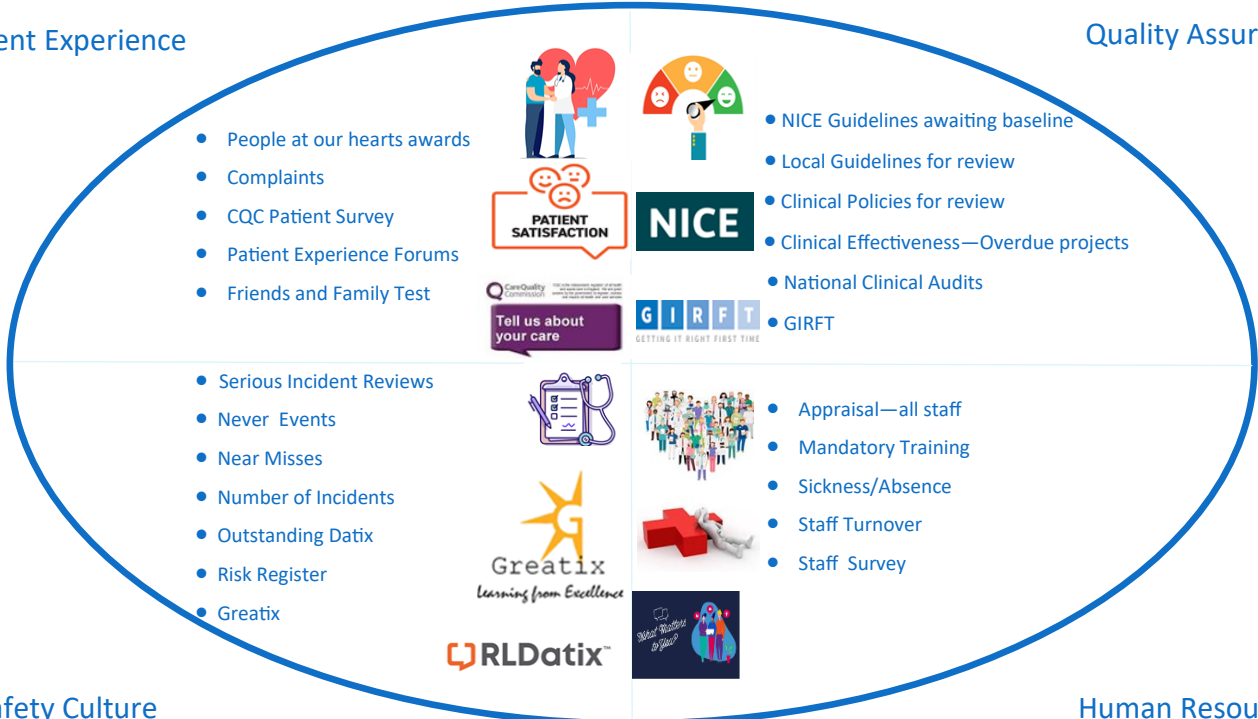 ent Experience
Quality Assur
• People at our hearts awards
• Complaints
• CQC Patient Survey
• Patient Experience Forums
• Friends and Family Test
PATIENT
SATISFACTION
CareQuality
Commission
Tell us about
your care
NICE
G I R F T
GETTING IT RIGHT FIRST TIME
• NICE Guidelines awaiting baseline
• Local Guidelines for review
• Clinical Policies for review
• Clinical Effectiveness—Overdue projects
• National Clinical Audits
• GIRFT
• Serious Incident Reviews
• Never Events
• Near Misses
• Number of Incidents
• Outstanding Datix
• Risk Register
• Greatix
G
Greatix
Learning from Excellence
RLDatix™
• Appraisal—all staff
• Mandatory Training
• Sickness/Absence
• Staff Turnover
• Staff Survey
What Matters
to You?
afety Culture
Human Resou